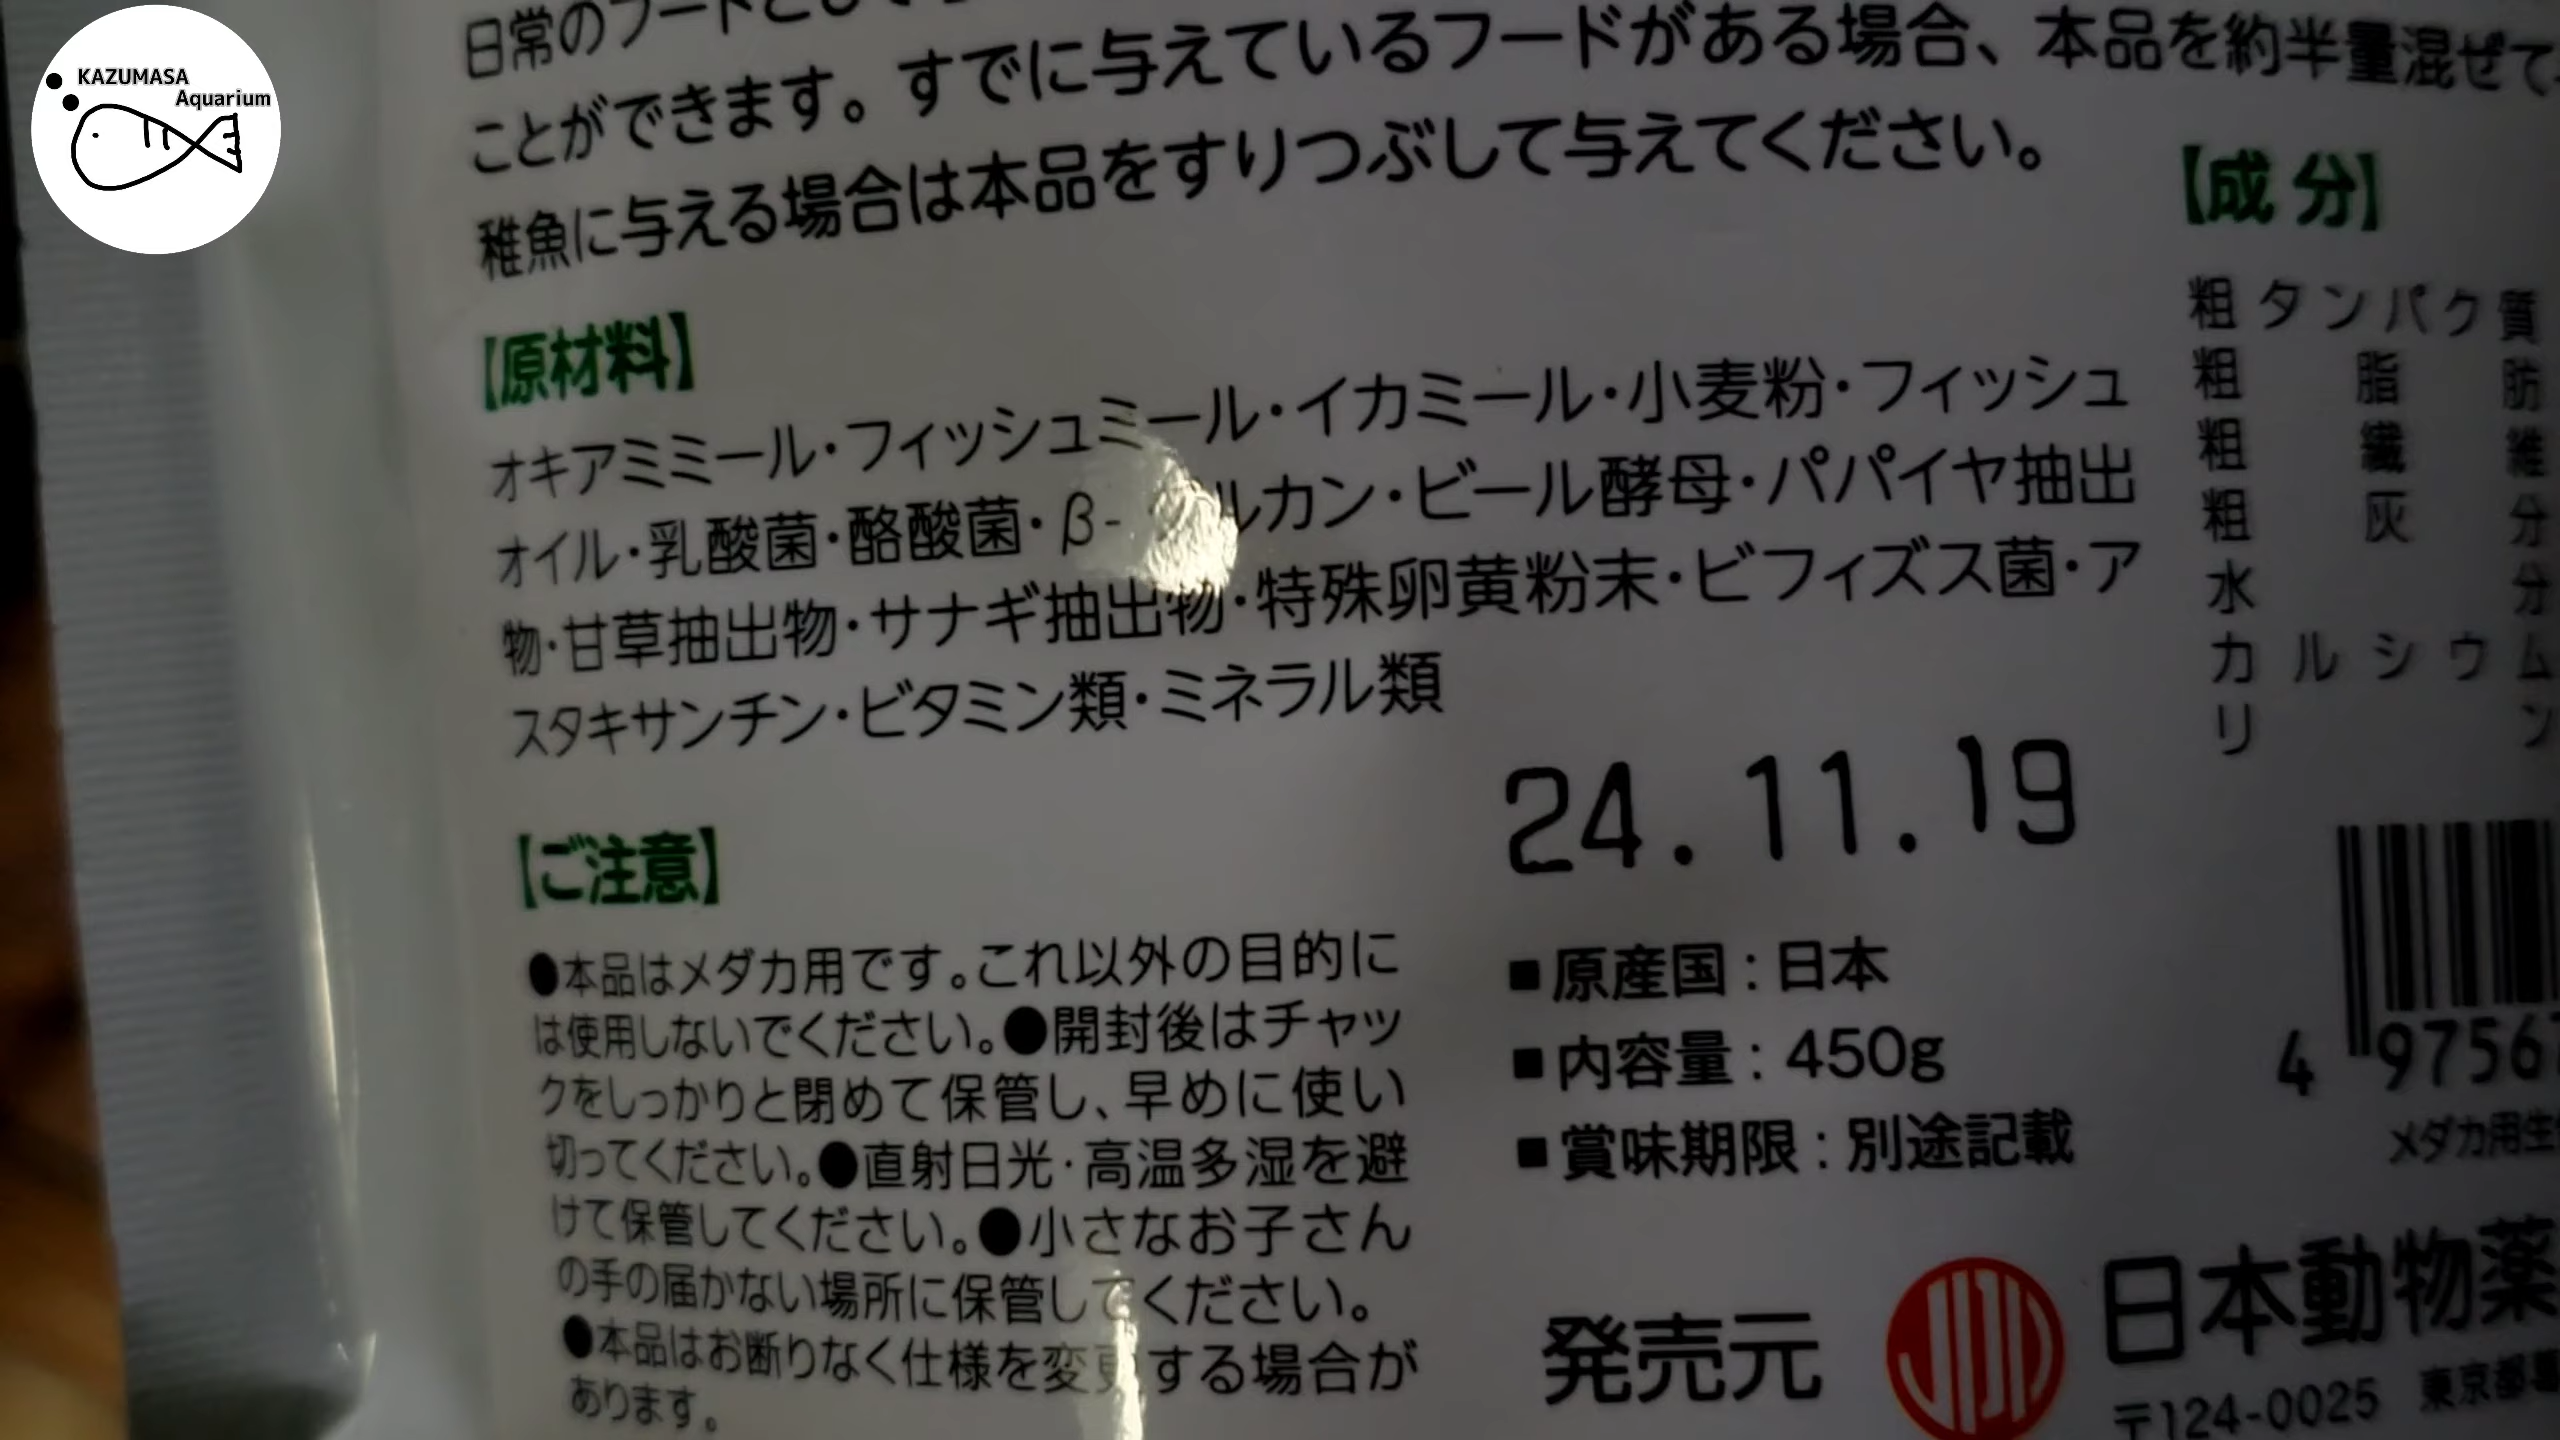 KAZUMASA
Aquarium
日常のフードとして
ことができます。すでに与えているフードがある場合、本品を約半量混ぜて
稚魚に与える場合は本品をすりつぶして与えてください。
【原材料】
オキアミミール・フィッシュミール・イカミール・小麦粉・フィッシュ
オイル・乳酸菌・酪酸菌・β- ルカン・ビール酵母・パパイヤ抽出
物・甘草抽出物・サナギ抽出物・特殊卵黄粉末・ビフィズス菌・ア
スタキサンチン・ビタミン類・ミネラル類
【ご注意】
●本品はメダカ用です。これ以外の目的に
は使用しないでください。●開封後はチャッ
クをしっかりと閉めて保管し、早めに使い
切ってください。●直射日光・高温多湿を避
けて保管してください。●小さなお子さん
の手の届かない場所に保管してください。
●本品はお断りなく仕様を変更する場合が
あります。
24.11.19
■原産国:日本
■内容量:450g
■賞味期限:別途記載
発売元
日本動物薬
〒124-0025 東京都
【成分】
粗タンパク質
粗脂肪
粗繊維
粗灰分
水分
カルシウム
リン
4 97567
メダカ用生